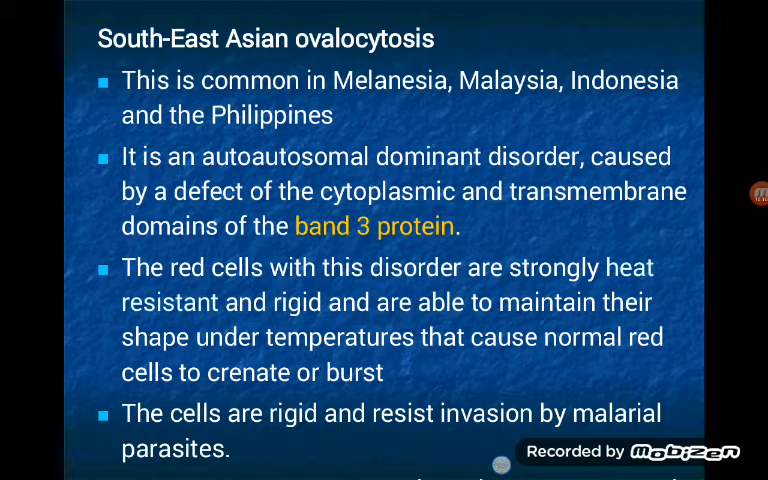 South-East Asian ovalocytosis
This is common in Melanesia, Malaysia, Indonesia
and the Philippines
It is an autoautosomal dominant disorder, caused
by a defect of the cytoplasmic and transmembrane
domains of the band 3 protein.
The red cells with this disorder are strongly heat
resistant and rigid and are able to maintain their
shape under temperatures that cause normal red
cells to crenate or burst
The cells are rigid and resist invasion by malarial
parasites.
Recorded by mobizen